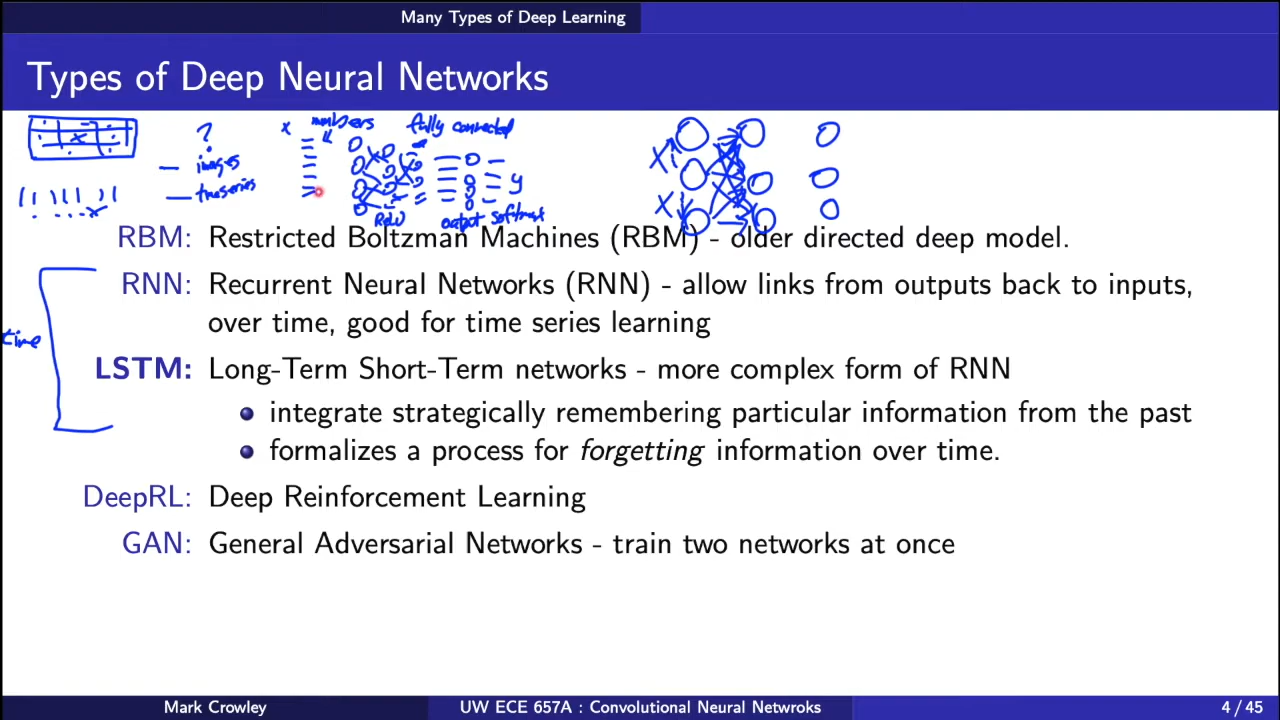 Many Types of Deep Learning
Types of Deep Neural Networks
x numbers fully connected
?
images
timeseries
y
ReLU output softmax
RBM: Restricted Boltzman Machines (RBM) - older directed deep model.
RNN: Recurrent Neural Networks (RNN) - allow links from outputs back to inputs,
over time, good for time series learning
time
LSTM: Long-Term Short-Term networks - more complex form of RNN
integrate strategically remembering particular information from the past
formalizes a process for forgetting information over time.
DeepRL: Deep Reinforcement Learning
GAN: General Adversarial Networks - train two networks at once
Mark Crowley UW ECE 657A : Convolutional Neural Netwroks 4 / 45